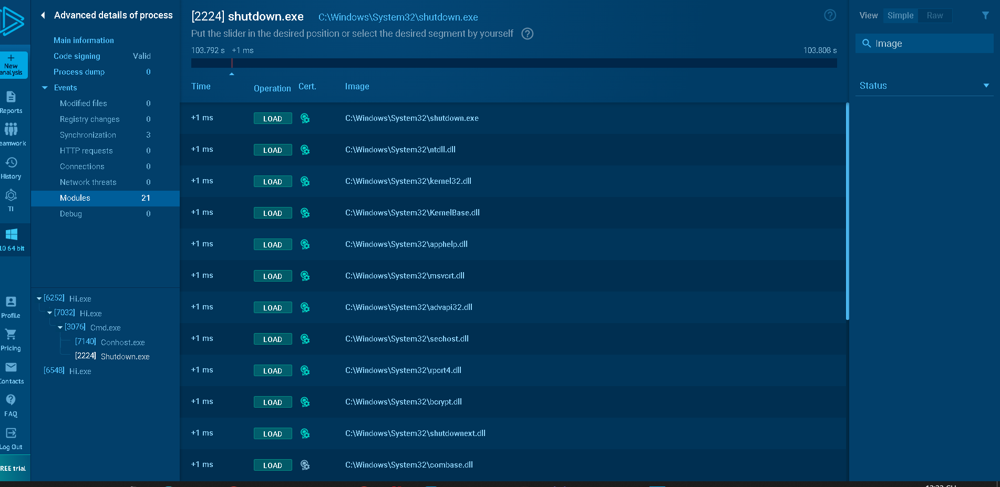 New
analysis
Reports
eamwork
History
TI
10 64 bit
Profile
Pricing
Contacts
FAQ
Log Out
REE trial
Advanced details of process
Main information
Code signing Valid
Process dump 0
Events
Modified files 0
Registry changes 0
Synchronization 3
HTTP requests 0
Connections 0
Network threats 0
Modules 21
Debug 0
[6252] Hi.exe
[7032] Hi.exe
[3076] Cmd.exe
[7140] Conhost.exe
[2224] Shutdown.exe
[6548] Hi.exe
[2224] shutdown.exe C:\Windows\System32\shutdown.exe
Put the slider in the desired position or select the desired segment by yourself
103.792 s +1 ms 103.808 s
Time Operation Cert. Image
+1 ms LOAD C:\Windows\System32\shutdown.exe
+1 ms LOAD C:\Windows\System32\ntdll.dll
+1 ms LOAD C:\Windows\System32\kernel32.dll
+1 ms LOAD C:\Windows\System32\KernelBase.dll
+1 ms LOAD C:\Windows\System32\apphelp.dll
+1 ms LOAD C:\Windows\System32\msvcrt.dll
+1 ms LOAD C:\Windows\System32\advapi32.dll
+1 ms LOAD C:\Windows\System32\sechost.dll
+1 ms LOAD C:\Windows\System32\rpcrt4.dll
+1 ms LOAD C:\Windows\System32\bcrypt.dll
+1 ms LOAD C:\Windows\System32\shutdownext.dll
+1 ms LOAD C:\Windows\System32\combase.dll
View Simple Raw
Image
Status